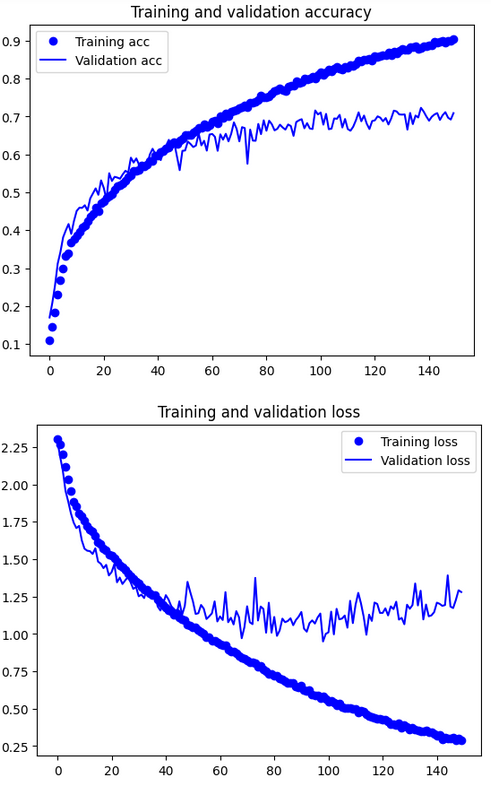 Training and validation accuracy
0.9
0.8
0.7
0.6
0.5
0.4
0.3
0.2
0.1
Training acc
Validation acc
0 20 40 60 80 100 120 140
Training and validation loss
2.25
2.00
1.75
1.50
1.25
1.00
0.75
0.50
0.25
Training loss
Validation loss
0 20 40 60 80 100 120 140